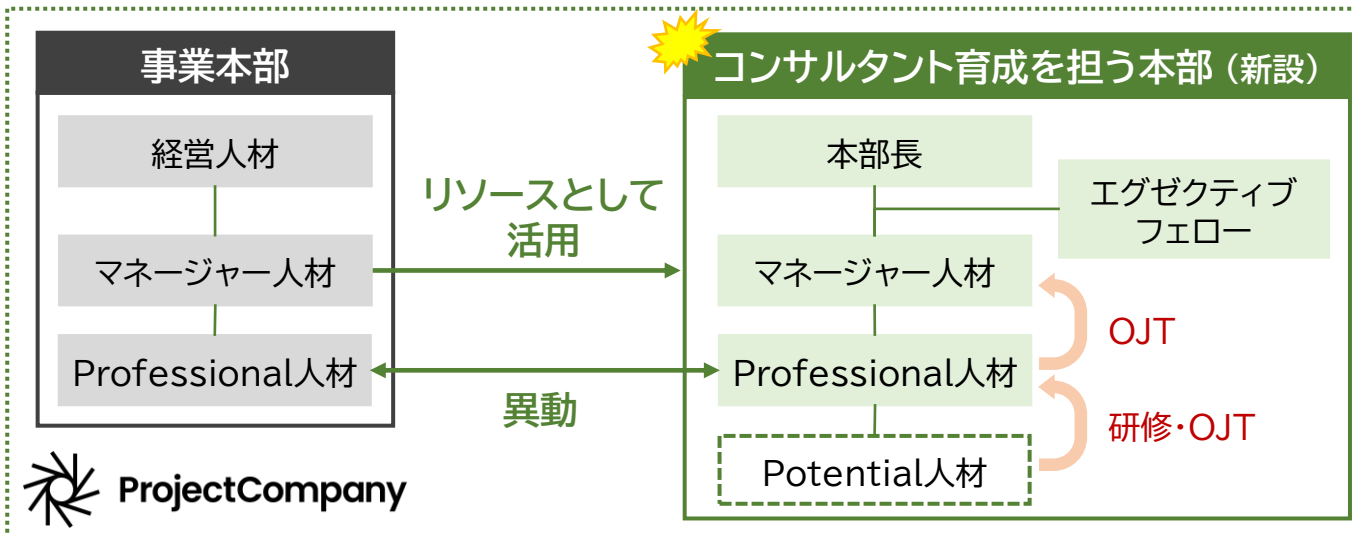 事業本部
経営人材
マネージャー人材
Professional人材
ProjectCompany
リソースとして
活用
異動
コンサルタント育成を担う本部（新設）
本部長
エグゼクティブ
フェロー
マネージャー人材
Professional人材
Potential人材
OJT
研修・OJT